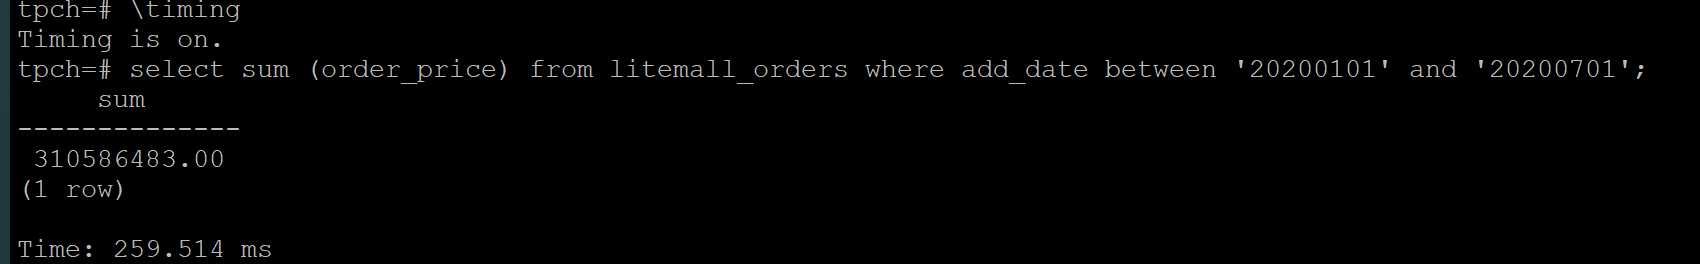 tpch=# \timing
Timing is on.
tpch=# select sum (order_price) from litemall_orders where add_date between '20200101' and '20200701';
     sum
--------------
 310586483.00
(1 row)

Time: 259.514 ms